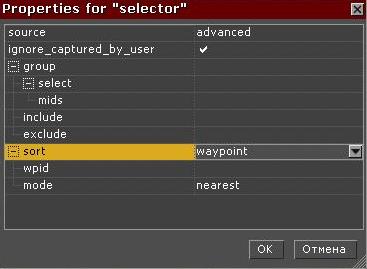 Properties for "selector"
source advanced
ignore_captured_by_user
group
select
mids
include
exclude
sort waypoint
wpid
mode nearest
OK Отмена